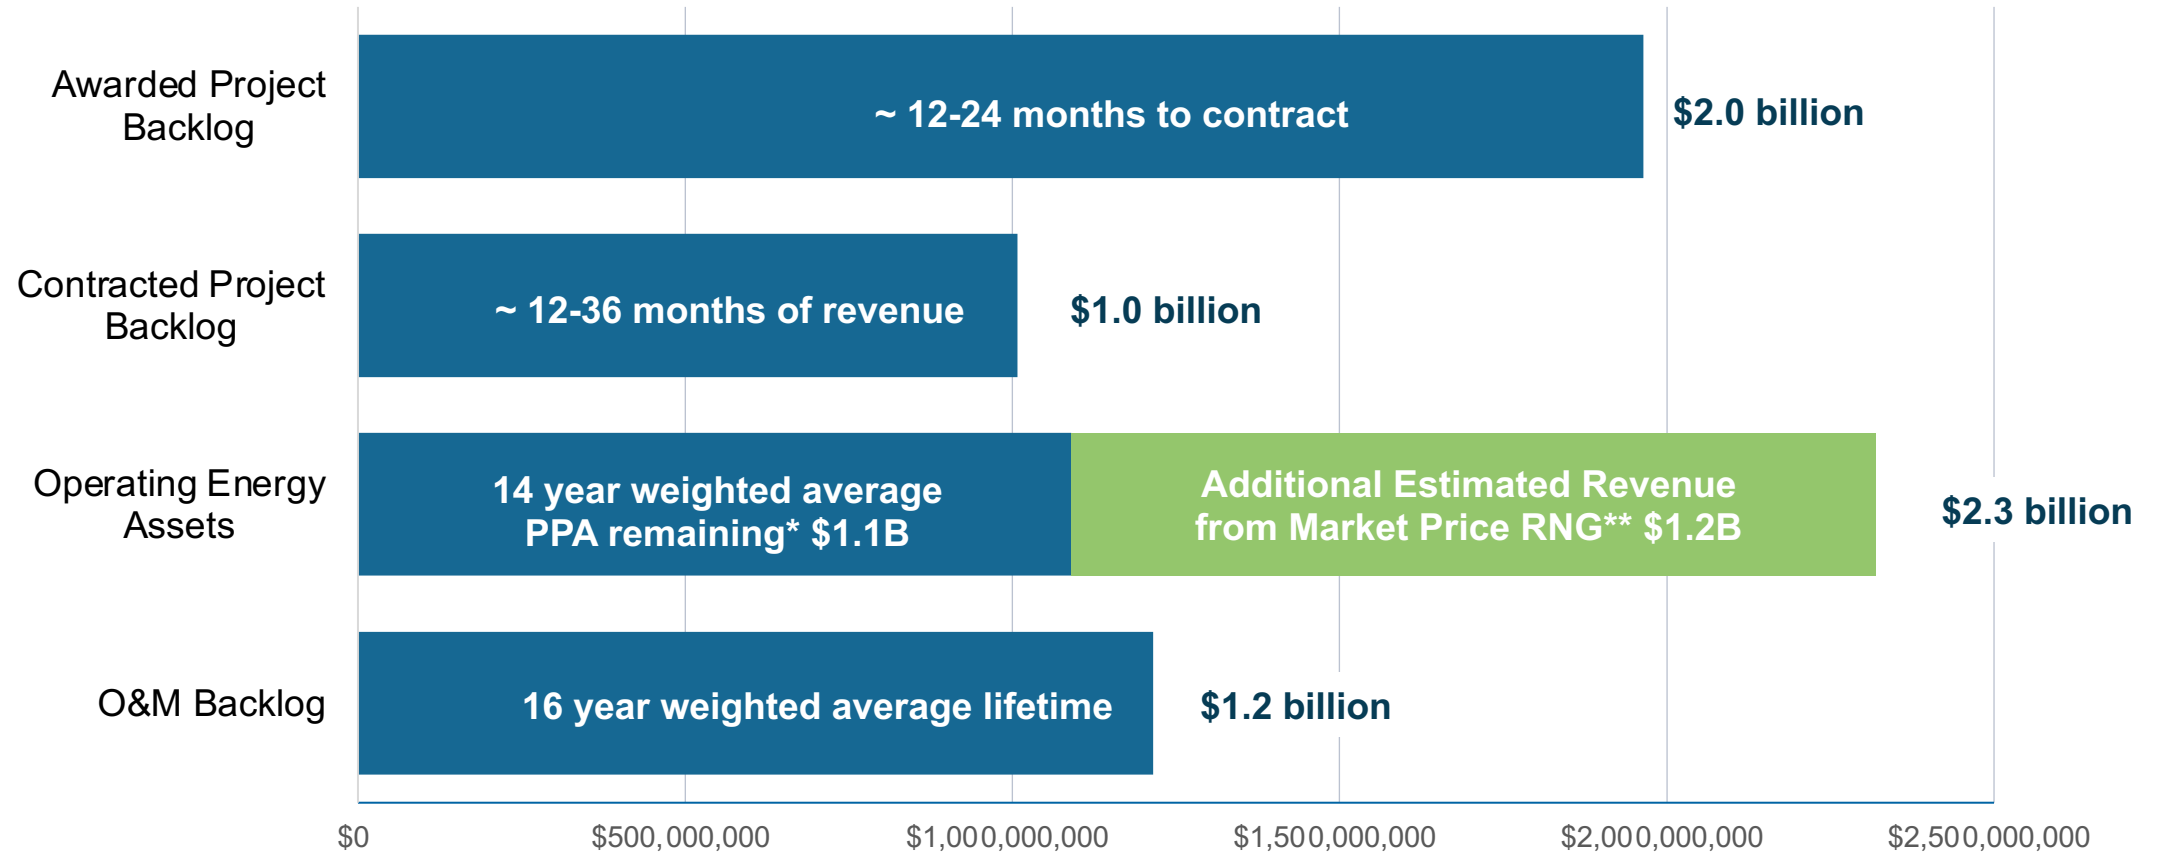 Awarded Project
Backlog
~ 12-24 months to contract
$2.0 billion
Contracted Project
Backlog
~ 12-36 months of revenue
$1.0 billion
Operating Energy
Assets
14 year weighted average
PPA remaining* $1.1B
Additional Estimated Revenue
from Market Price RNG** $1.2B
$2.3 billion
O&M Backlog
16 year weighted average lifetime
$1.2 billion
$0
$500,000,000
$1,000,000,000
$1,500,000,000
$2,000,000,000
$2,500,000,000